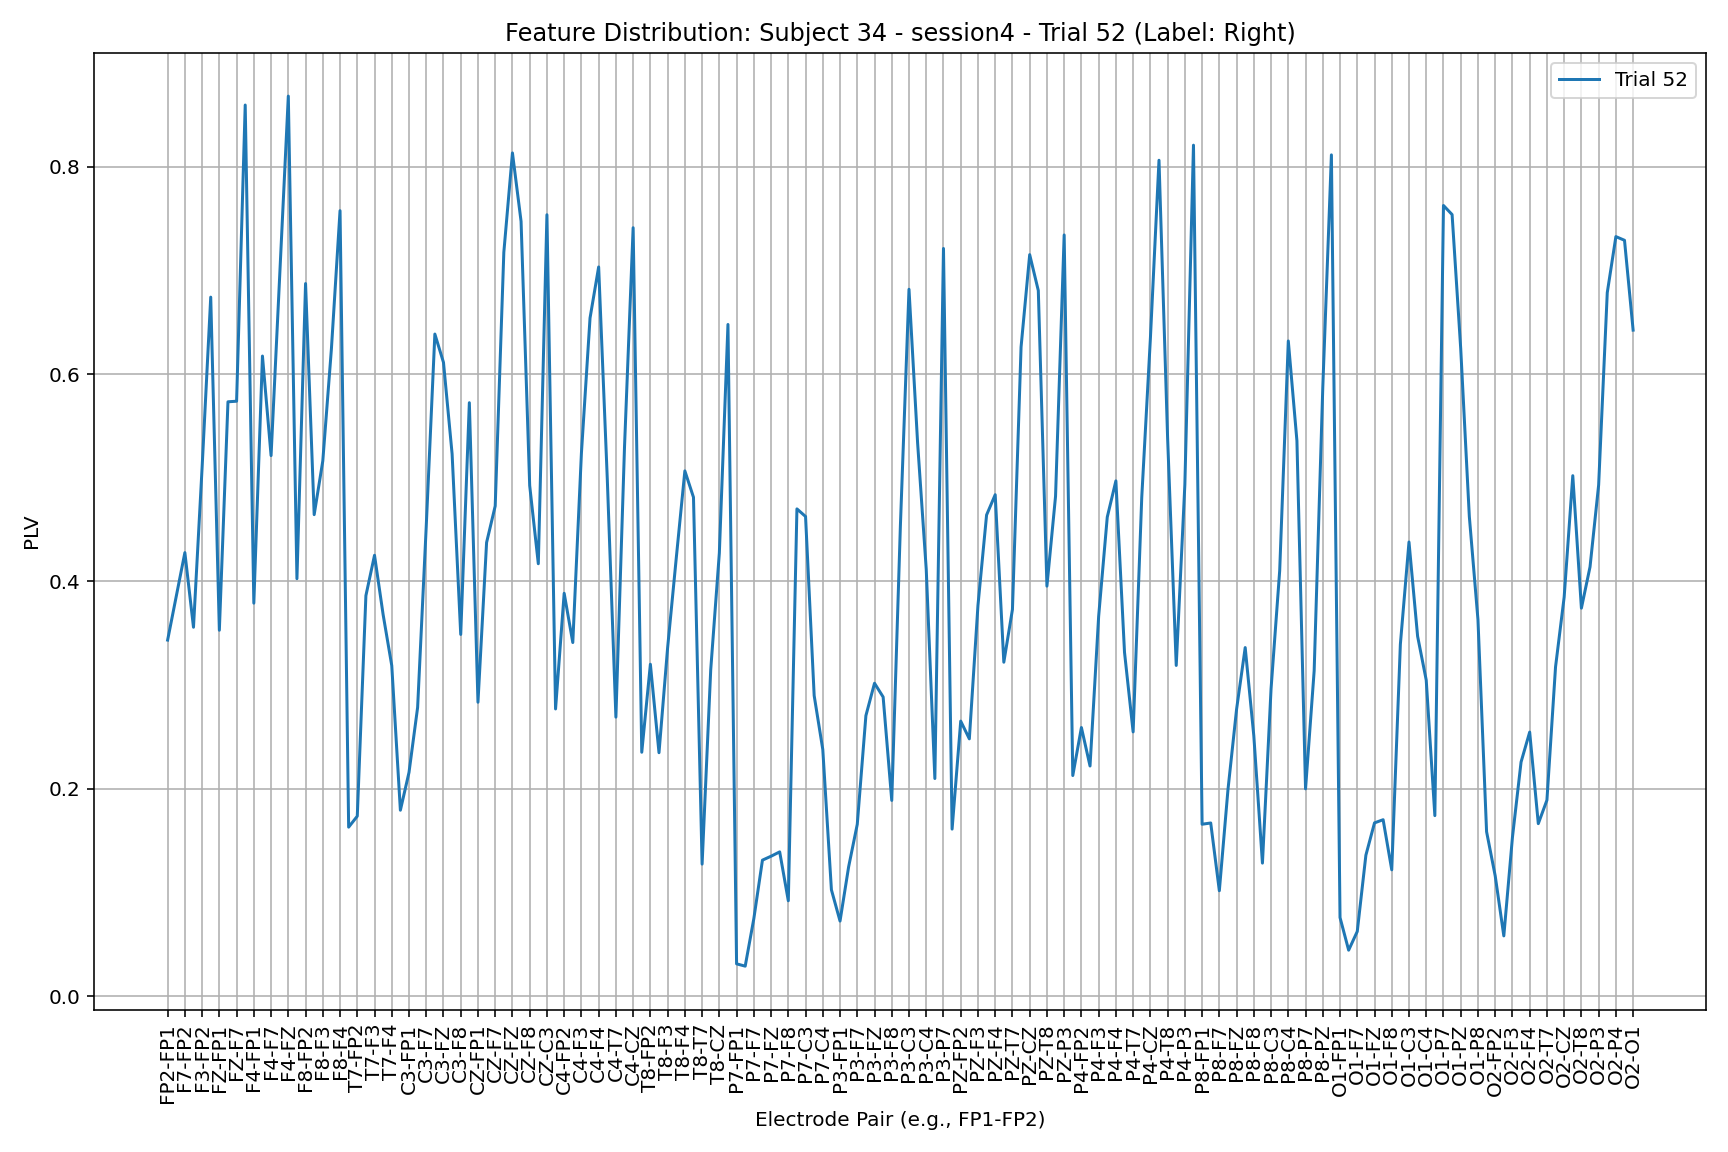 Feature Distribution: Subject 34 - session4 - Trial 52 (Label: Right)
Trial 52
PLV
0.8
0.6
0.4
0.2
0.0
FP2-FP1
F7-FP2
F3-FP2
FZ-FP1
FZ-F7
F4-FP1
F4-F7
F4-FZ
F8-FP2
F8-F3
F8-F4
T7-FP2
T7-F3
T7-F4
C3-FP1
C3-F7
C3-FZ
C3-F8
CZ-FP1
CZ-F7
CZ-FZ
CZ-F8
CZ-C3
C4-FP2
C4-F3
C4-F4
C4-T7
C4-CZ
T8-FP2
T8-F3
T8-F4
T8-T7
T8-CZ
P7-FP1
P7-F7
P7-FZ
P7-F8
P7-C3
P7-C4
P3-FP1
P3-F7
P3-FZ
P3-F8
P3-C3
P3-C4
P3-P7
PZ-FP2
PZ-F3
PZ-F4
PZ-T7
PZ-CZ
PZ-T8
PZ-P3
P4-FP2
P4-F3
P4-F4
P4-T7
P4-CZ
P4-T8
P4-P3
P8-FP1
P8-F7
P8-FZ
P8-F8
P8-C3
P8-C4
P8-P7
P8-PZ
O1-FP1
O1-F7
O1-FZ
O1-F8
O1-C3
O1-C4
O1-P7
O1-PZ
O1-P8
O2-FP2
O2-F3
O2-F4
O2-T7
O2-CZ
O2-T8
O2-P3
O2-P4
O2-O1
Electrode Pair (e.g., FP1-FP2)